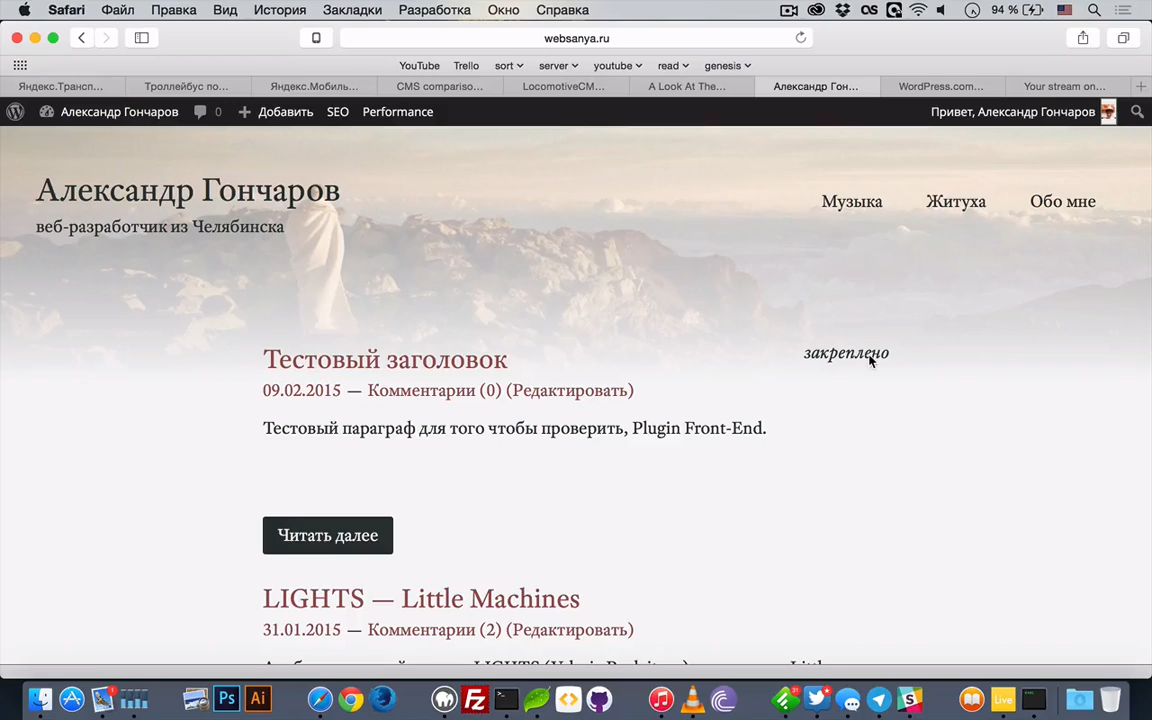 Safari Файл Правка Вид История Закладки Разработка Окно Справка 94 %
websanya.ru
YouTube Trello sort server youtube read genesis
Яндекс.Трансп... Троллейбус по... Яндекс.Мобиль... CMS compariso... LocomotiveCM... A Look At The... Александр Гон... WordPress.com... Your stream on...
Александр Гончаров 0 Добавить SEO Performance Привет, Александр Гончаров
Александр Гончаров
веб-разработчик из Челябинска
Музыка Житуха Обо мне
Тестовый заголовок
закреплено
09.02.2015 — Комментарии (0) (Редактировать)
Тестовый параграф для того чтобы проверить, Plugin Front-End.
Читать далее
LIGHTS — Little Machines
31.01.2015 — Комментарии (2) (Редактировать)